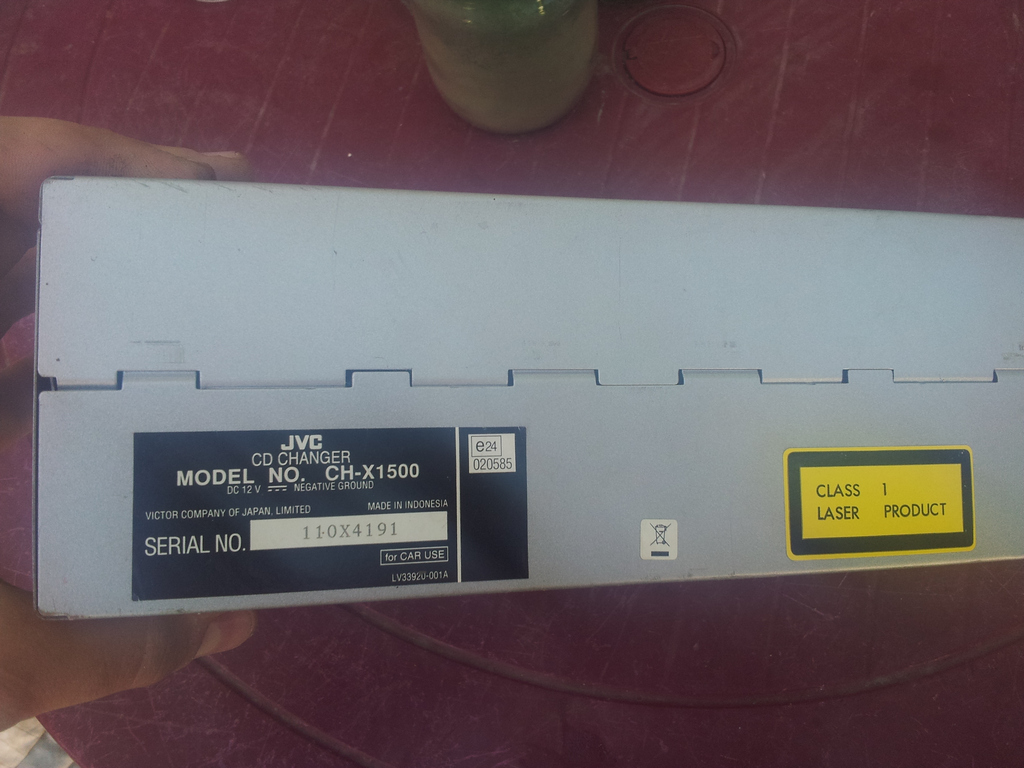 JVC
CD CHANGER
MODEL NO. CH-X1500
DC 12 V NEGATIVE GROUND
VICTOR COMPANY OF JAPAN, LIMITED MADE IN INDONESIA
SERIAL NO. 110X4191
for CAR USE
LV33920-001A
e24
020585
CLASS 1
LASER PRODUCT